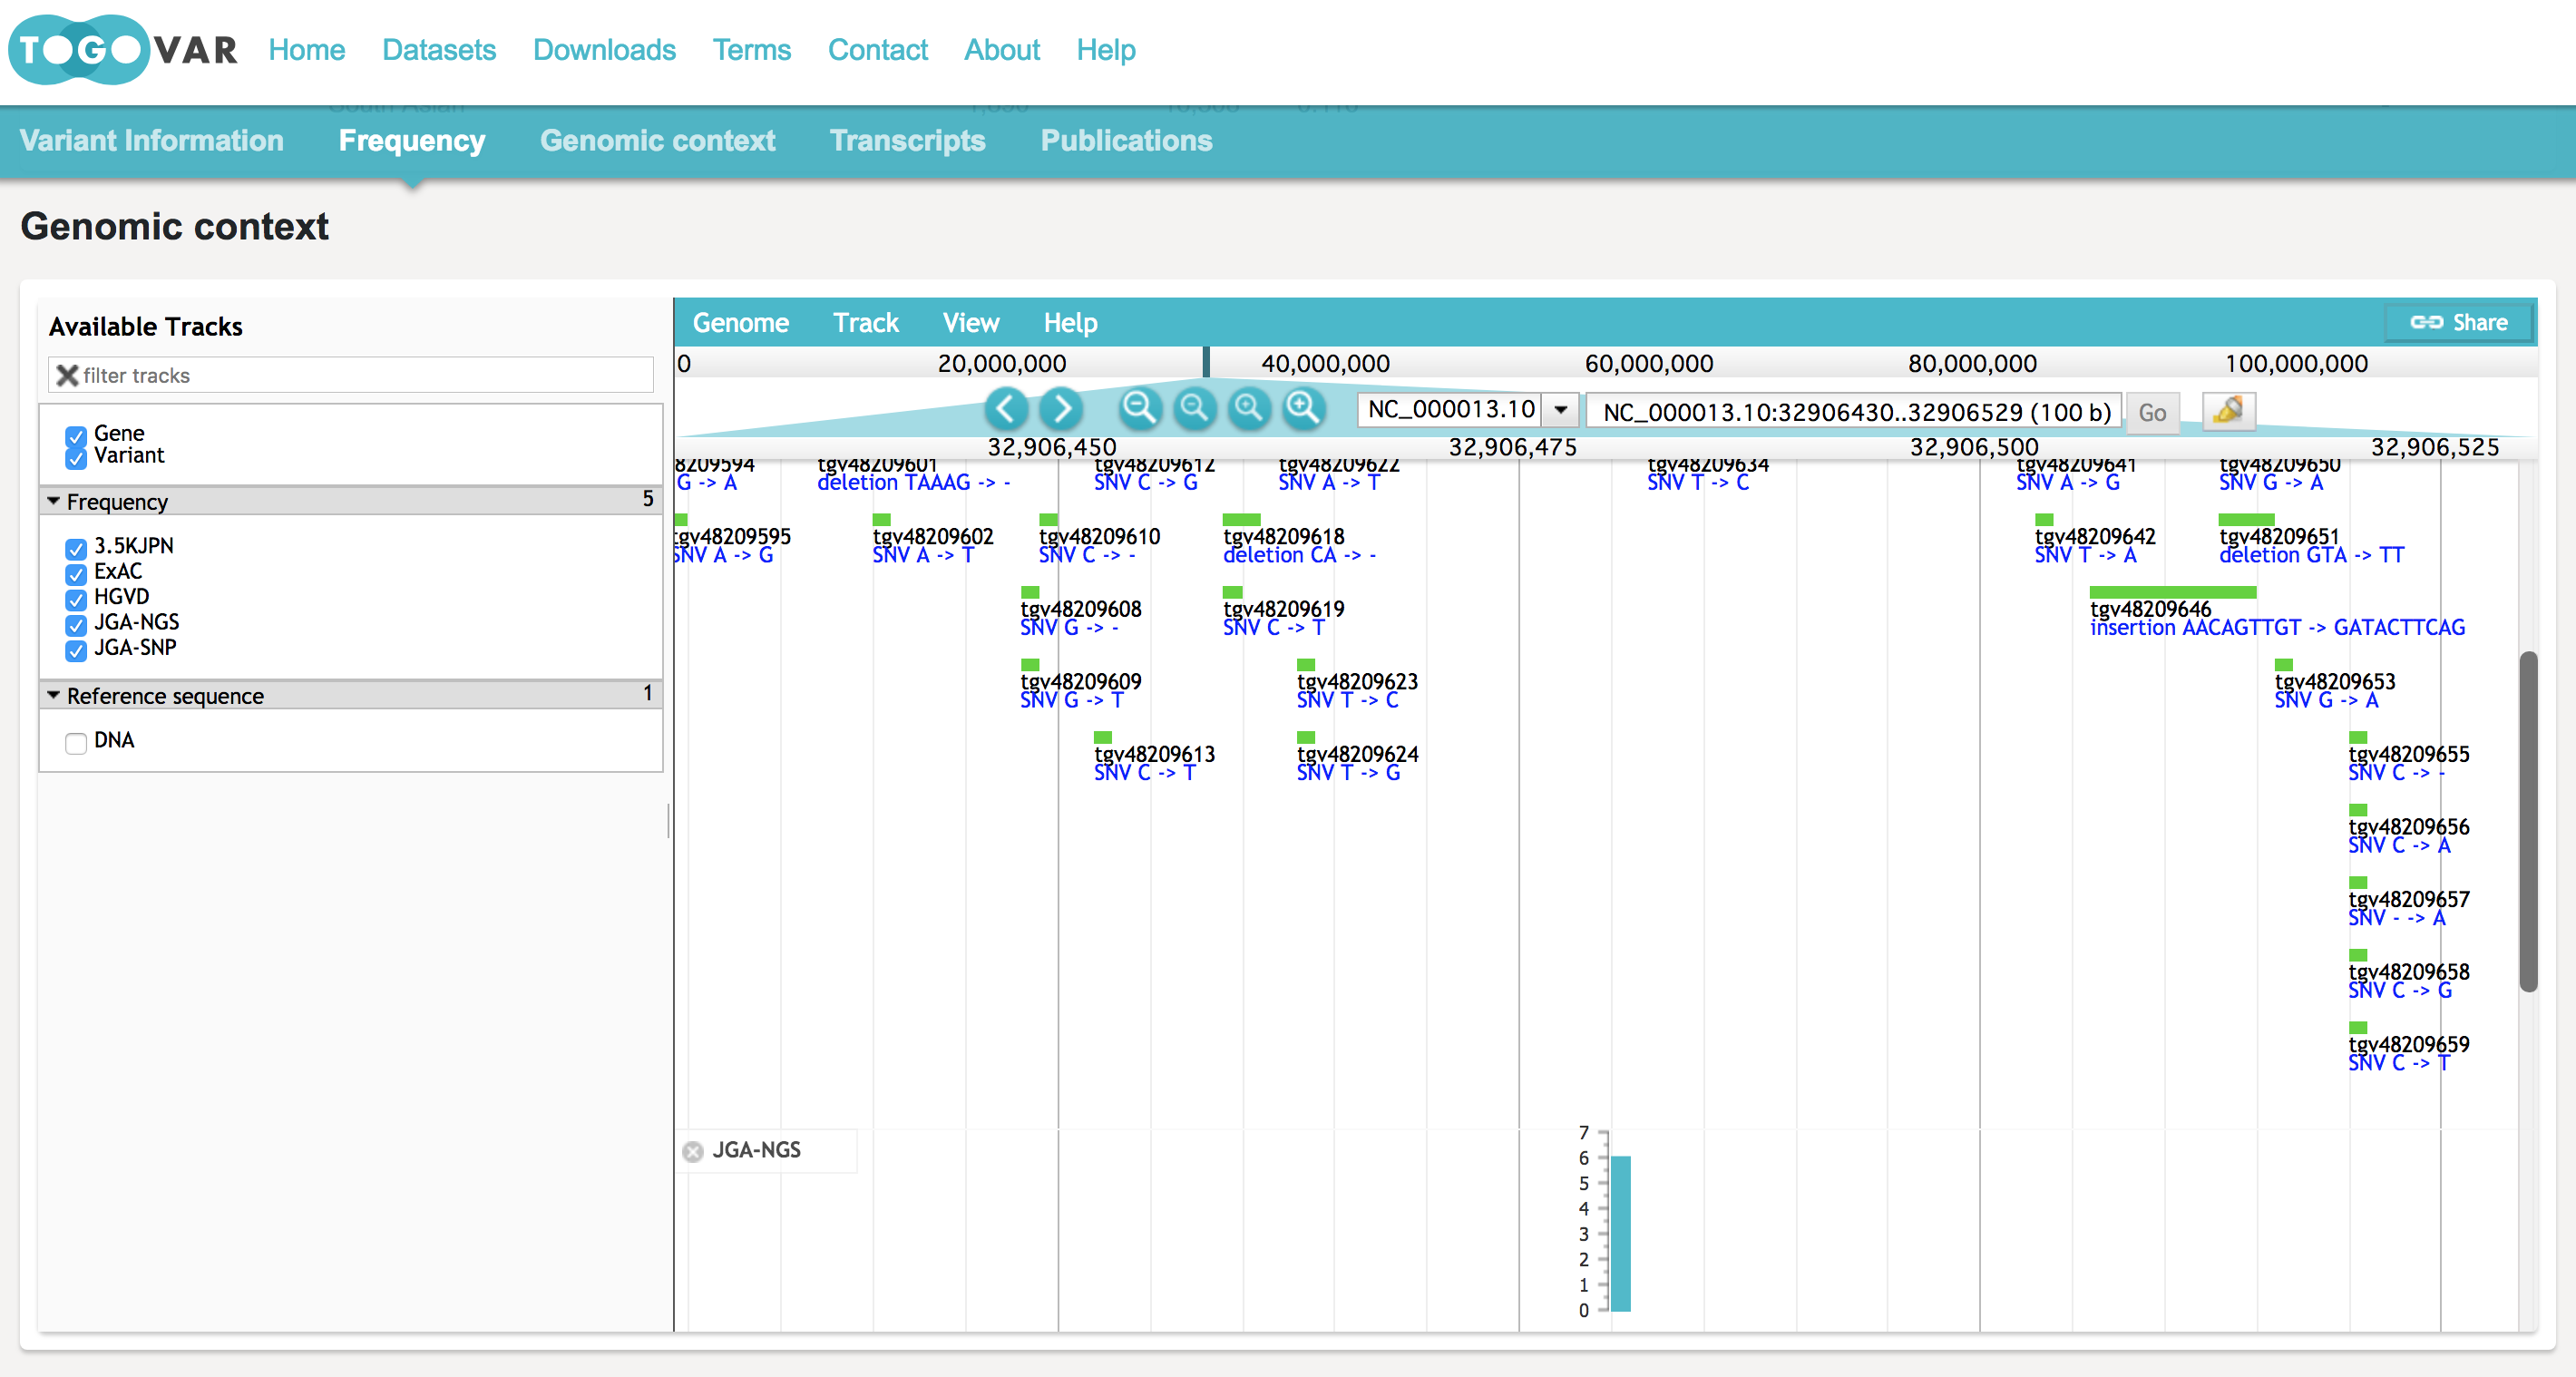 TOGOVAR Home Datasets Downloads Terms Contact About Help
South Asian 1,890 0.116
Variant Information Frequency Genomic context Transcripts Publications
Genomic context
Available Tracks
filter tracks
Gene
Variant
Frequency 5
3.5KJPN
ExAC
HGVD
JGA-NGS
JGA-SNP
Reference sequence 1
DNA
Genome Track View Help Share
0 20,000,000 40,000,000 60,000,000 80,000,000 100,000,000
NC_000013.10 NC_000013.10:32906430..32906529 (100 b) Go
32,906,450 32,906,475 32,906,500 32,906,525
8209594 tgv48209601 tgv48209612 tgv48209622 tgv48209634 tgv48209641 tgv48209650
G -> A deletion TAAAG -> - SNV C -> G SNV A -> T SNV T -> C SNV A -> G SNV G -> A
tgv48209595 tgv48209602 tgv48209610 tgv48209618 tgv48209642 tgv48209651
SNV A -> G SNV A -> T SNV C -> - deletion CA -> - SNV T -> A deletion GTA -> TT
tgv48209608 tgv48209619 tgv48209646
SNV G -> - SNV C -> T insertion AACAGTTGT -> GATACTTCAG
tgv48209609 tgv48209623 tgv48209653
SNV G -> T SNV T -> C SNV G -> A
tgv48209613 tgv48209624 tgv48209655
SNV C -> T SNV T -> G SNV C -> -
tgv48209656
SNV C -> A
tgv48209657
SNV - -> A
tgv48209658
SNV C -> G
tgv48209659
SNV C -> T
JGA-NGS
7
6
5
4
3
2
1
0